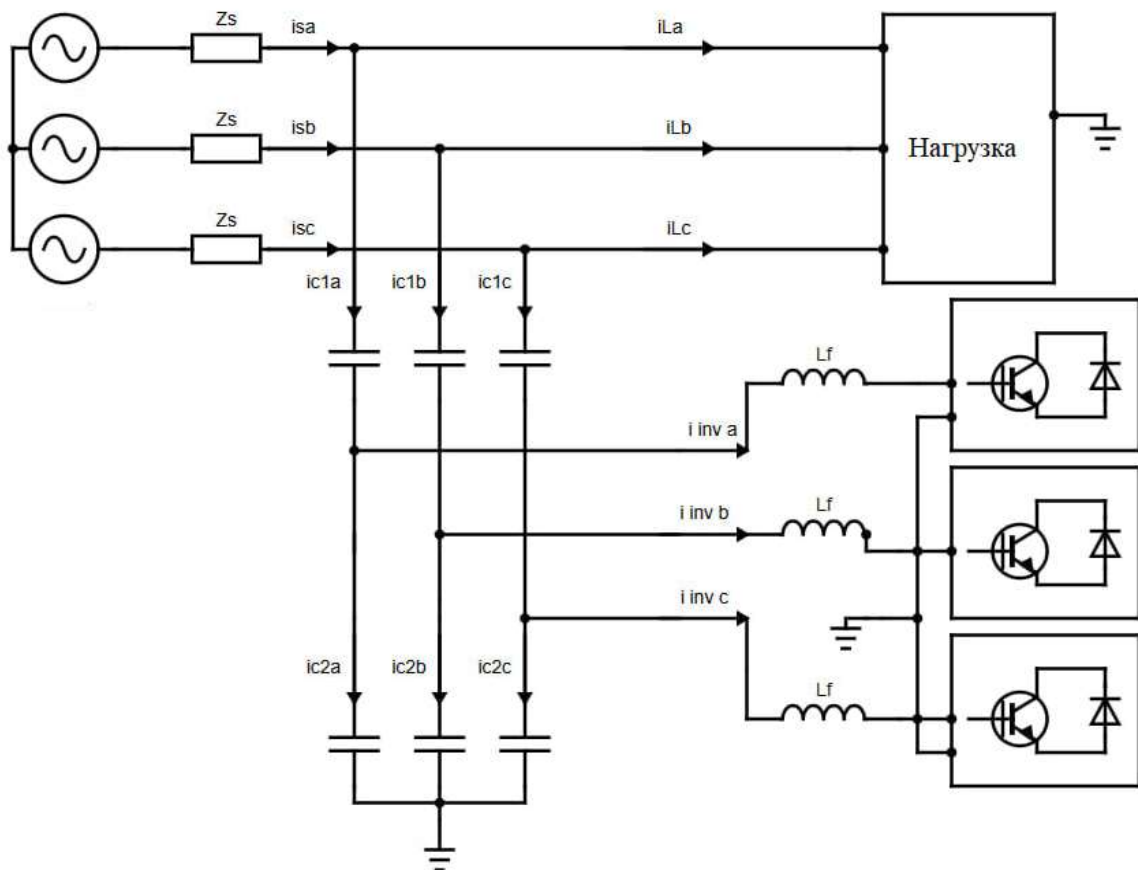 Zs
isa
iLa
Zs
isb
iLb
Нагрузка
Zs
isc
iLc
ic1a
ic1b
ic1c
Lf
i inv a
Lf
i inv b
i inv c
ic2a
ic2b
ic2c
Lf